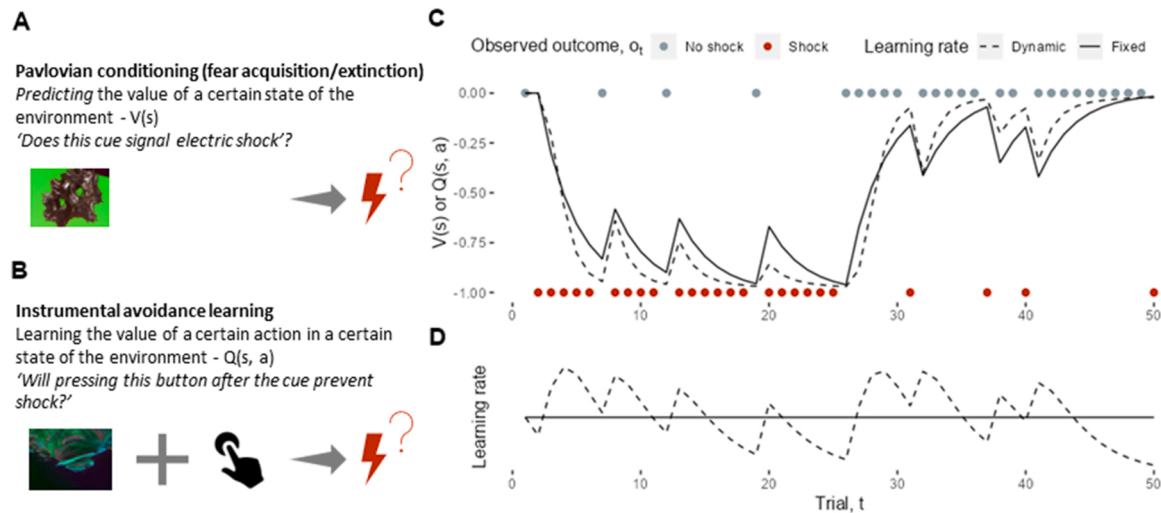 A
Pavlovian conditioning (fear acquisition/extinction)
Predicting the value of a certain state of the
environment - V(s)
‘Does this cue signal electric shock’?
?
B
Instrumental avoidance learning
Learning the value of a certain action in a certain
state of the environment - Q(s, a)
‘Will pressing this button after the cue prevent
shock?’
?
C
Observed outcome, ot No shock Shock Learning rate Dynamic Fixed
V(s) or Q(s, a)
0.00
-0.25
-0.50
-0.75
-1.00
0 10 20 30 40 50
D
Learning rate
0 10 20 30 40 50
Trial, t